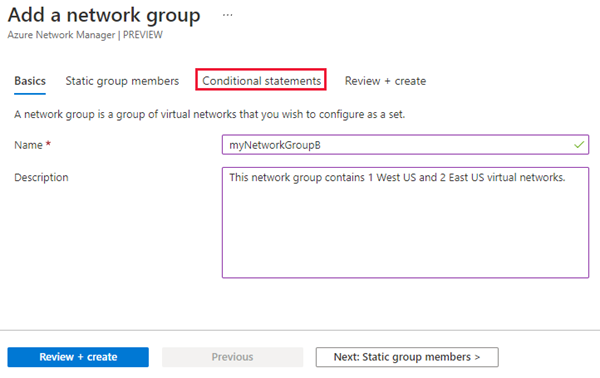 Add a network group ...
Azure Network Manager | PREVIEW
Basics Static group members Conditional statements Review + create
A network group is a group of virtual networks that you wish to configure as a set.
Name * myNetworkGroupB
Description This network group contains 1 West US and 2 East US virtual networks.
Review + create Previous Next: Static group members >